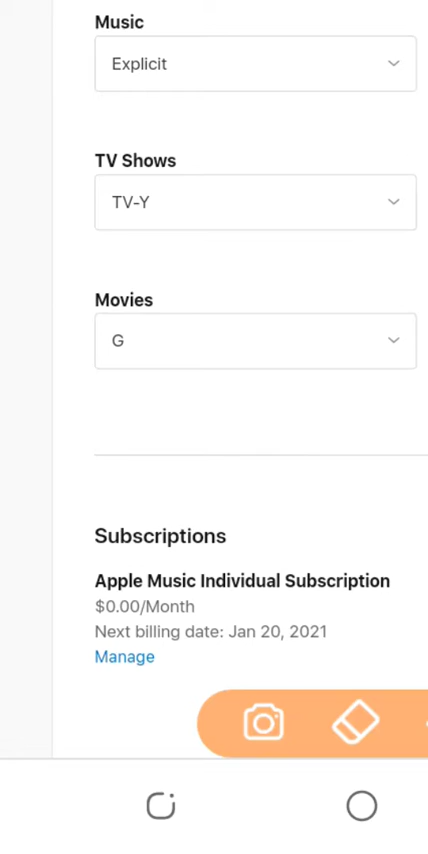 Music
Explicit
TV Shows
TV-Y
Movies
G
Subscriptions
Apple Music Individual Subscription
$0.00/Month
Next billing date: Jan 20, 2021
Manage